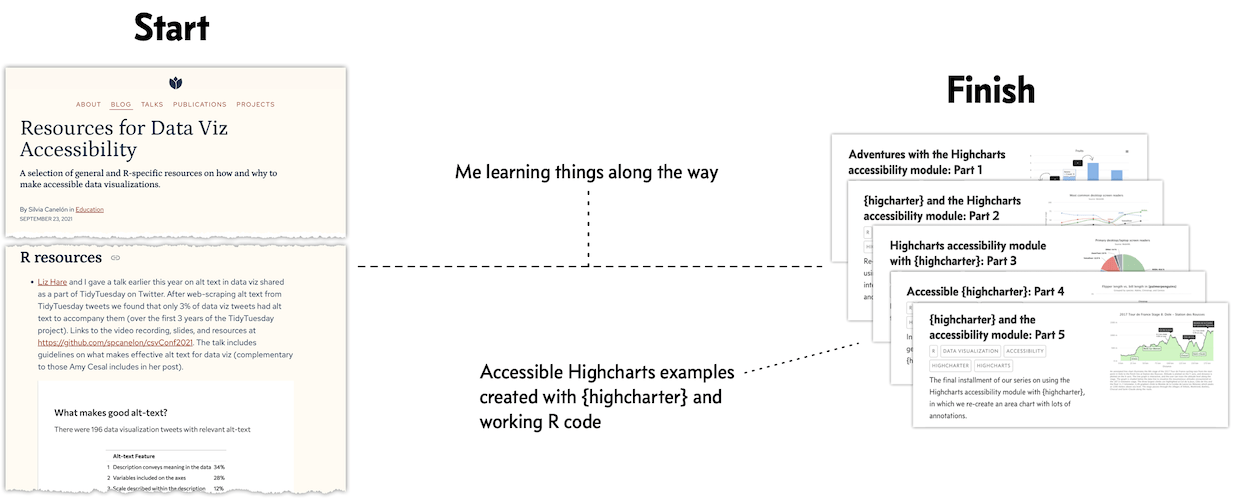 Start
ABOUT BLOG TALKS PUBLICATIONS PROJECTS
Resources for Data Viz
Accessibility
A selection of general and R-specific resources on how and why to
make accessible data visualizations.
By Silvia Canelón in Education
SEPTEMBER 23, 2021
R resources
• Liz Hare and I gave a talk earlier this year on alt text in data viz shared
as a part of TidyTuesday on Twitter. After web-scraping alt text from
TidyTuesday tweets we found that only 3% of data viz tweets had alt
text to accompany them (over the first 3 years of the TidyTuesday
project). Links to the video recording, slides, and resources at
https://github.com/spcanelon/csvConf2021. The talk includes
guidelines on what makes effective alt text for data viz (complementary
to those Amy Cesal includes in her post).
What makes good alt-text?
There were 196 data visualization tweets with relevant alt-text
Alt-text Feature
1 Description conveys meaning in the data 34%
2 Variables included on the axes 28%
3 Scale described within the description 12%
Me learning things along the way
Accessible Highcharts examples
created with {highcharter} and
working R code
Finish
Adventures with the Highcharts
accessibility module: Part 1
{higcharter} and the Highcharts
accessibility module: Part 2
R
Highcharts accessibility module
with {highcharter}: Part 3
Accessible {highcharter}: Part 4
{highcharter} and the
accessibility module: Part 5
R DATA VISUALIZATION ACCESSIBILITY
HIGHCHARTER HIGHCHARTS
The final installment of our series on using the
Highcharts accessibility module with {highcharter},
in which we re-create an area chart with lots of
annotations.
2017 Tour de France Stage 8: Dole - Station des Rousses